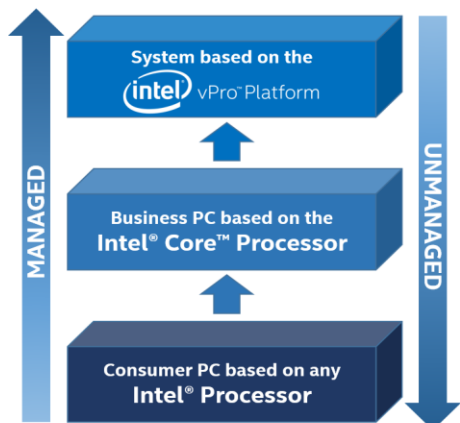 System based on the
intel® vPro™ Platform
MANAGED
UNMANAGED
Business PC based on the
Intel® Core™ Processor
Consumer PC based on any
Intel® Processor